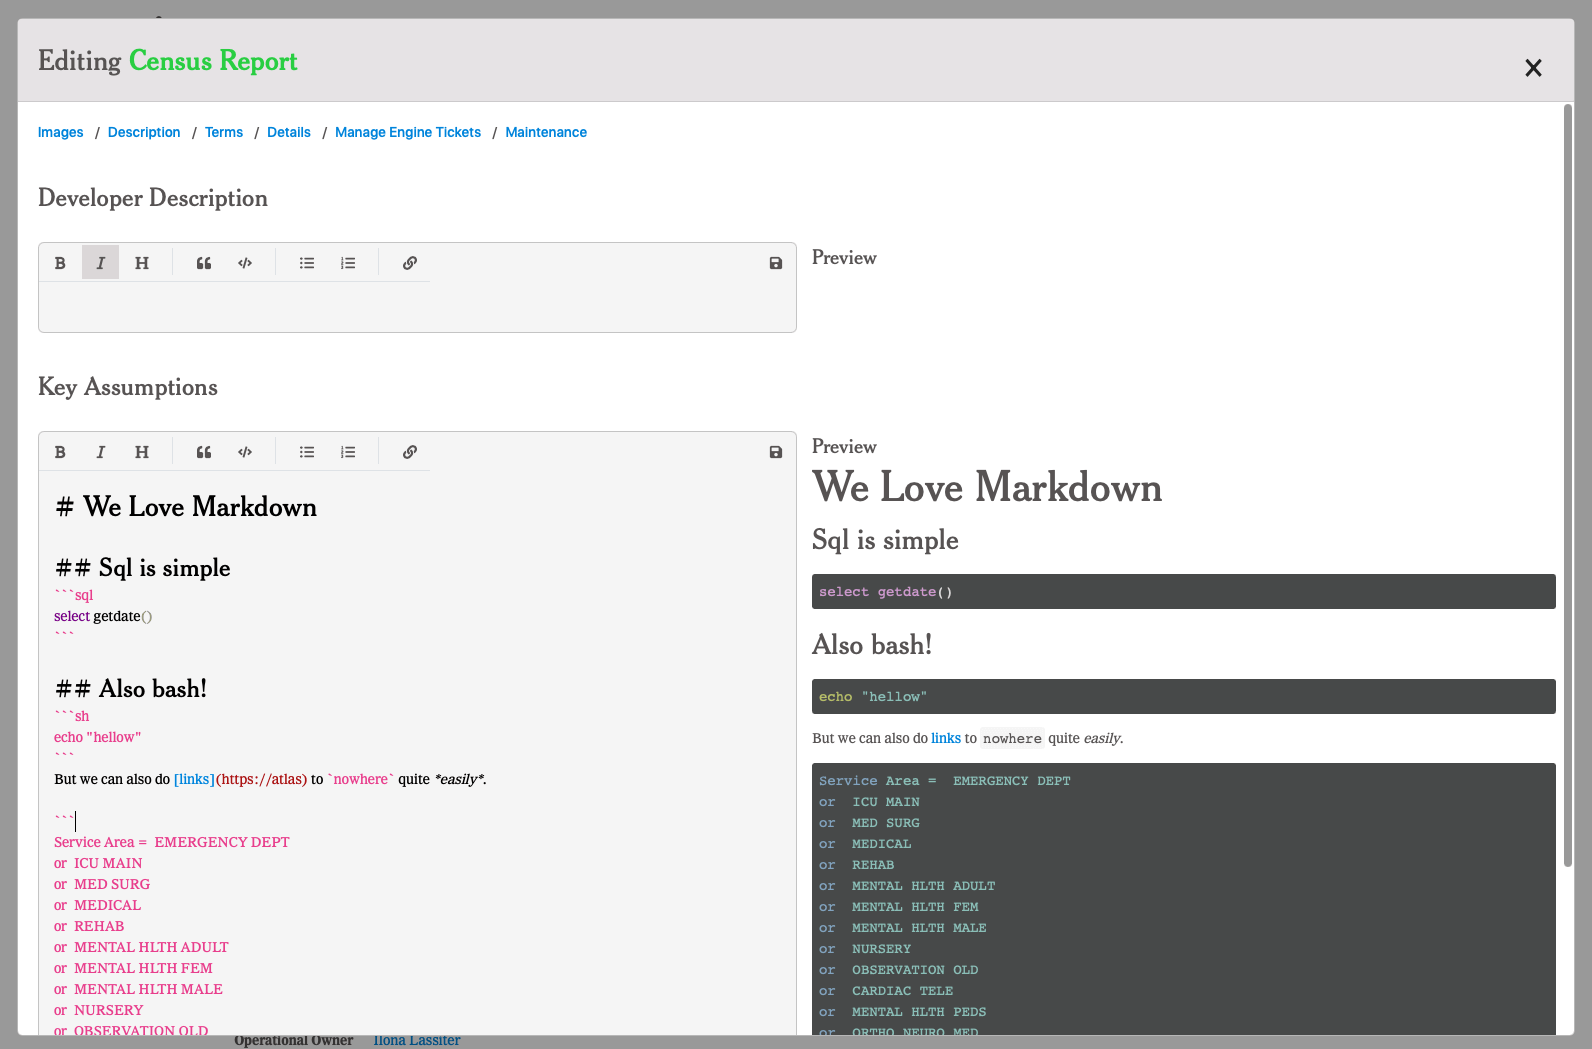 Editing Census Report
Images / Description / Terms / Details / Manage Engine Tickets / Maintenance
Developer Description
B I H
Preview
Key Assumptions
B I H
# We Love Markdown
## Sql is simple
```sql
select getdate()
```
## Also bash!
```sh
echo "hellow"
```
But we can also do [links](https://atlas) to `nowhere` quite *easily*.
```
Service Area =  EMERGENCY DEPT
or  ICU MAIN
or  MED SURG
or  MEDICAL
or  REHAB
or  MENTAL HLTH ADULT
or  MENTAL HLTH FEM
or  MENTAL HLTH MALE
or  NURSERY
or  OBSERVATION OLD
Preview
We Love Markdown
Sql is simple
select getdate()
Also bash!
echo "hellow"
But we can also do links to nowhere quite easily.
Service Area =  EMERGENCY DEPT
or  ICU MAIN
or  MED SURG
or  MEDICAL
or  REHAB
or  MENTAL HLTH ADULT
or  MENTAL HLTH FEM
or  MENTAL HLTH MALE
or  NURSERY
or  OBSERVATION OLD
or  CARDIAC TELE
or  MENTAL HLTH PEDS
or  ORTHO NEURO MED
Operational Owner Ilona Lassiter